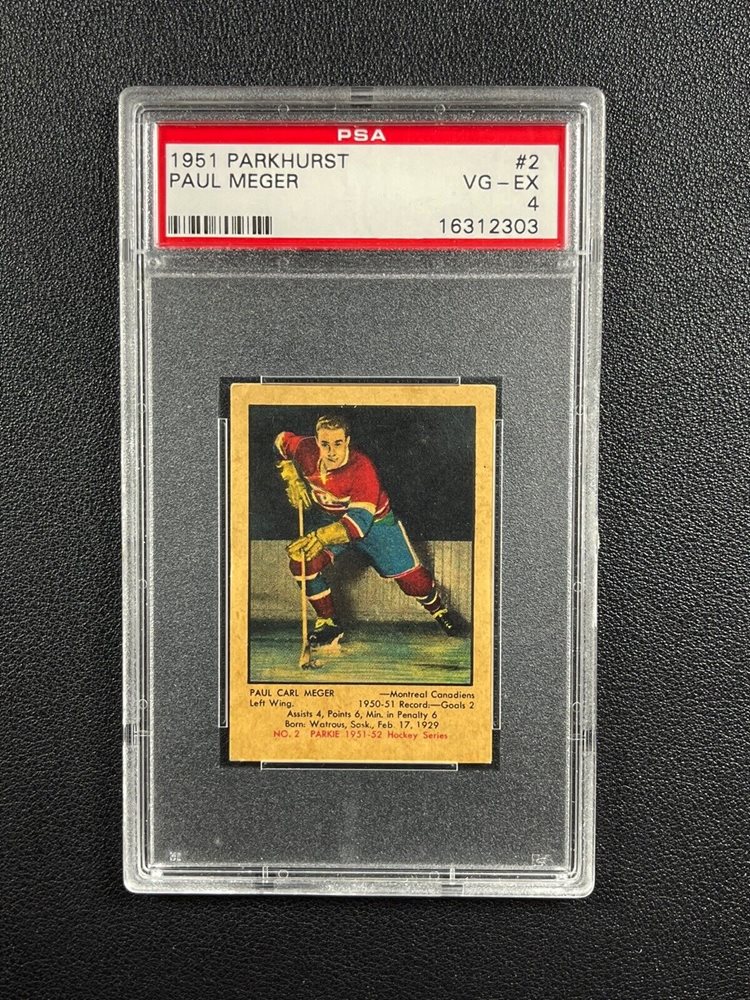 PSA
1951 PARKHURST #2
PAUL MEGER VG-EX
4
16312303
PAUL CARL MEGER —Montreal Canadiens
Left Wing. 1950-51 Record:—Goals 2
Assists 4, Points 6, Min. in Penalty 6
Born: Watrous, Sask., Feb. 17, 1929
NO. 2 PARKIE 1951-52 Hockey Series